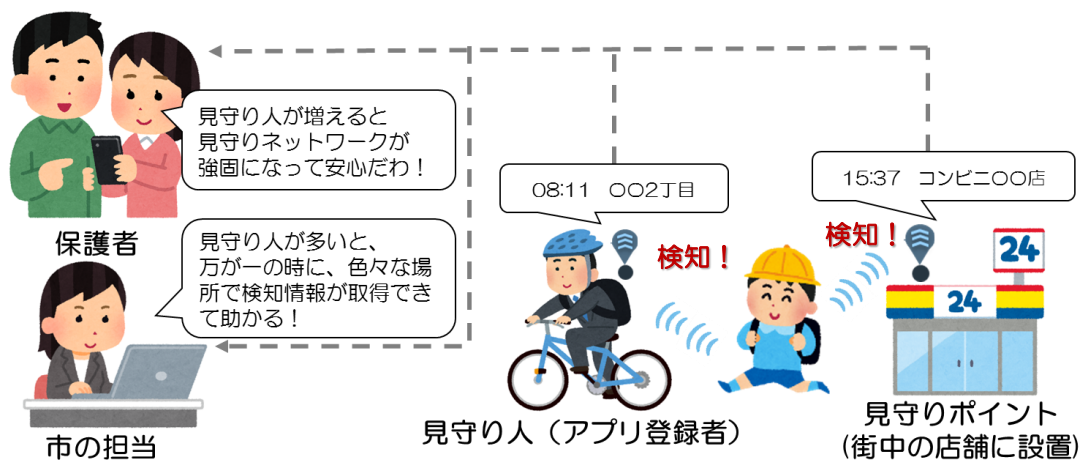 見守り人が増えると
見守りネットワークが
強固になって安心だわ！
保護者
見守り人が多いと、
万が一の時に、色々な場
所で検知情報が取得でき
て助かる！
市の担当
08:11　〇〇2丁目
検知！
見守り人（アプリ登録者）
15:37　コンビニ〇〇店
検知！
24
24
見守りポイント
(街中の店舗に設置)